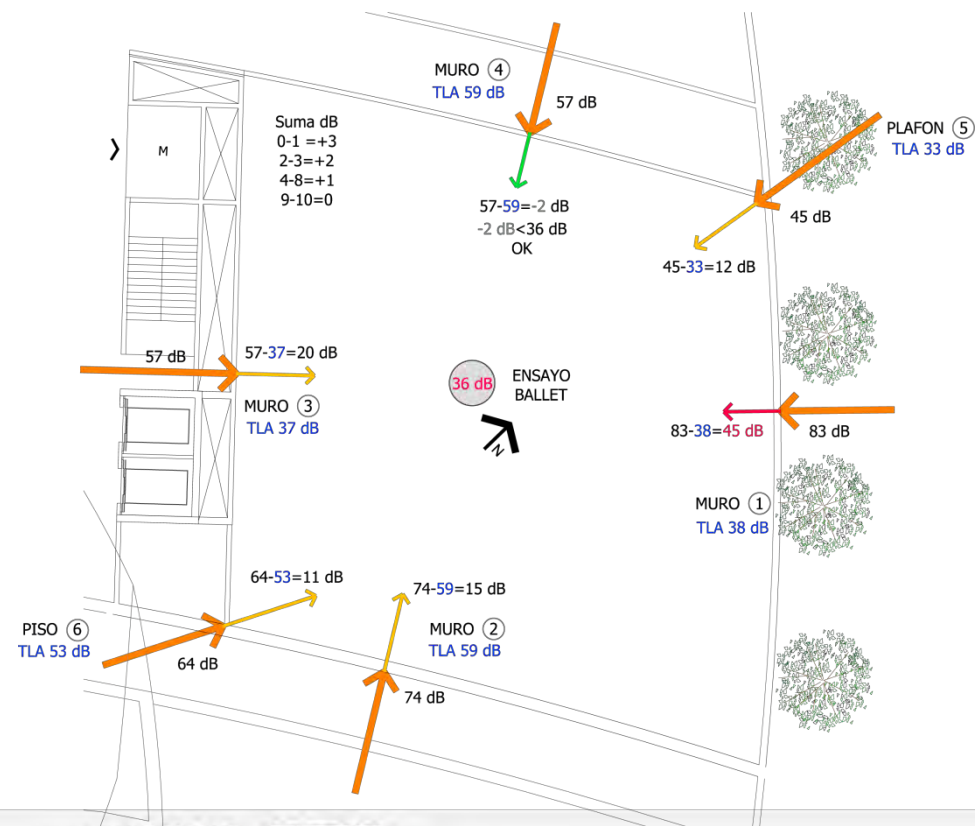 MURO 4
TLA 59 dB
57 dB
57-59=-2 dB
-2 dB<36 dB
OK
PLAFON 5
TLA 33 dB
45 dB
45-33=12 dB
Suma dB
0-1 =+3
2-3=+2
4-8=+1
9-10=0
M
57 dB
57-37=20 dB
MURO 3
TLA 37 dB
36 dB
ENSAYO
BALLET
N
83-38=45 dB
83 dB
MURO 1
TLA 38 dB
64-53=11 dB
PISO 6
TLA 53 dB
64 dB
74-59=15 dB
MURO 2
TLA 59 dB
74 dB